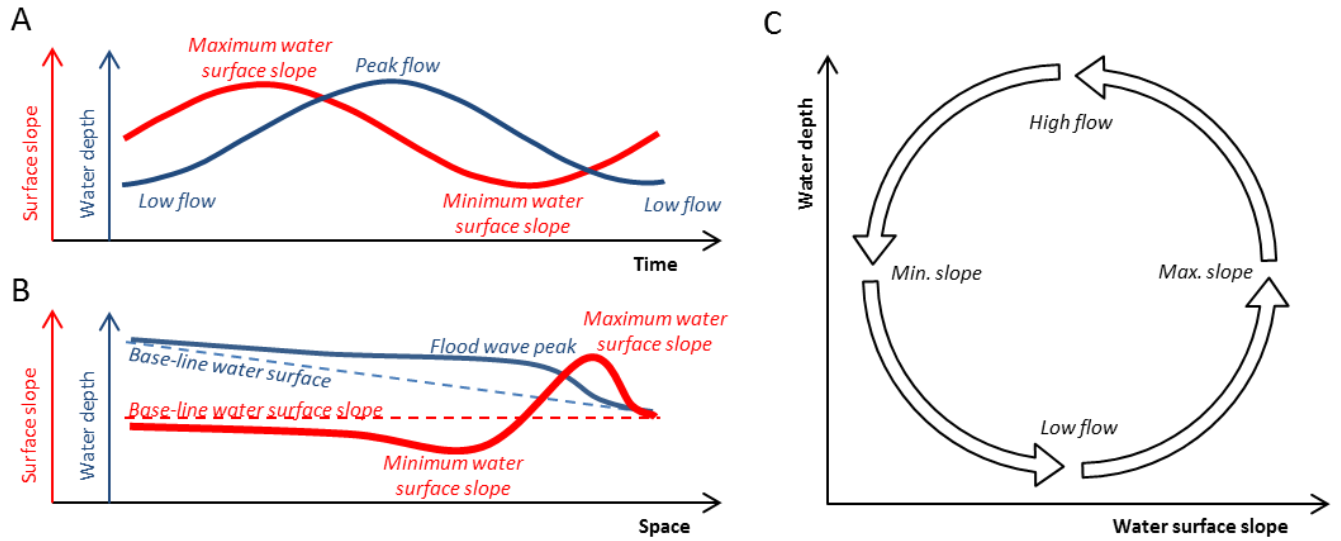 A
Surface slope
Water depth
Maximum water
surface slope
Peak flow
Low flow
Minimum water
surface slope
Low flow
Time
B
Surface slope
Water depth
Base-line water surface
Flood wave peak
Maximum water
surface slope
Base-line water surface slope
Minimum water
surface slope
Space
C
Water depth
High flow
Min. slope
Max. slope
Low flow
Water surface slope